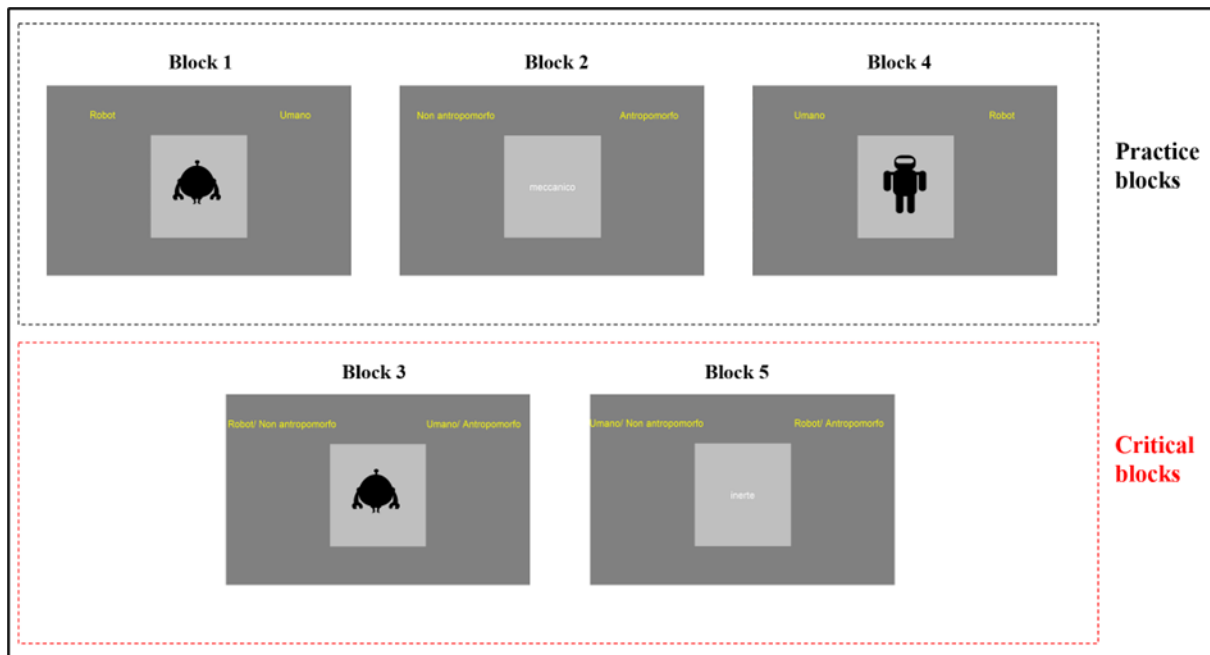 Block 1
Block 2
Block 4
Robot
Umano
Non antropomorfo
Antropomorfo
Umano
Robot
meccanico
Practice
blocks
Block 3
Block 5
Robot/ Non antropomorfo
Umano/ Antropomorfo
Umano/ Non antropomorfo
Robot/ Antropomorfo
inerte
Critical
blocks